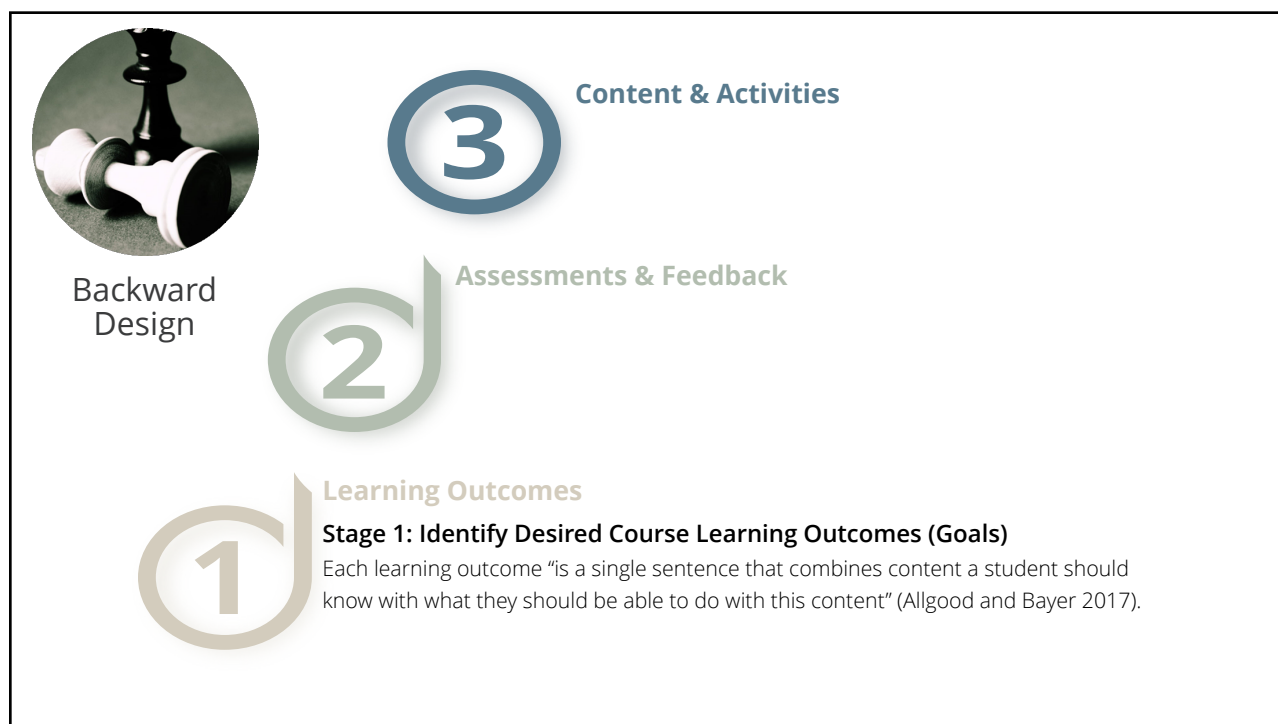 Backward
Design
3
Content & Activities
2
Assessments & Feedback
1
Learning Outcomes
Stage 1: Identify Desired Course Learning Outcomes (Goals)
Each learning outcome “is a single sentence that combines content a student should
know with what they should be able to do with this content” (Allgood and Bayer 2017).